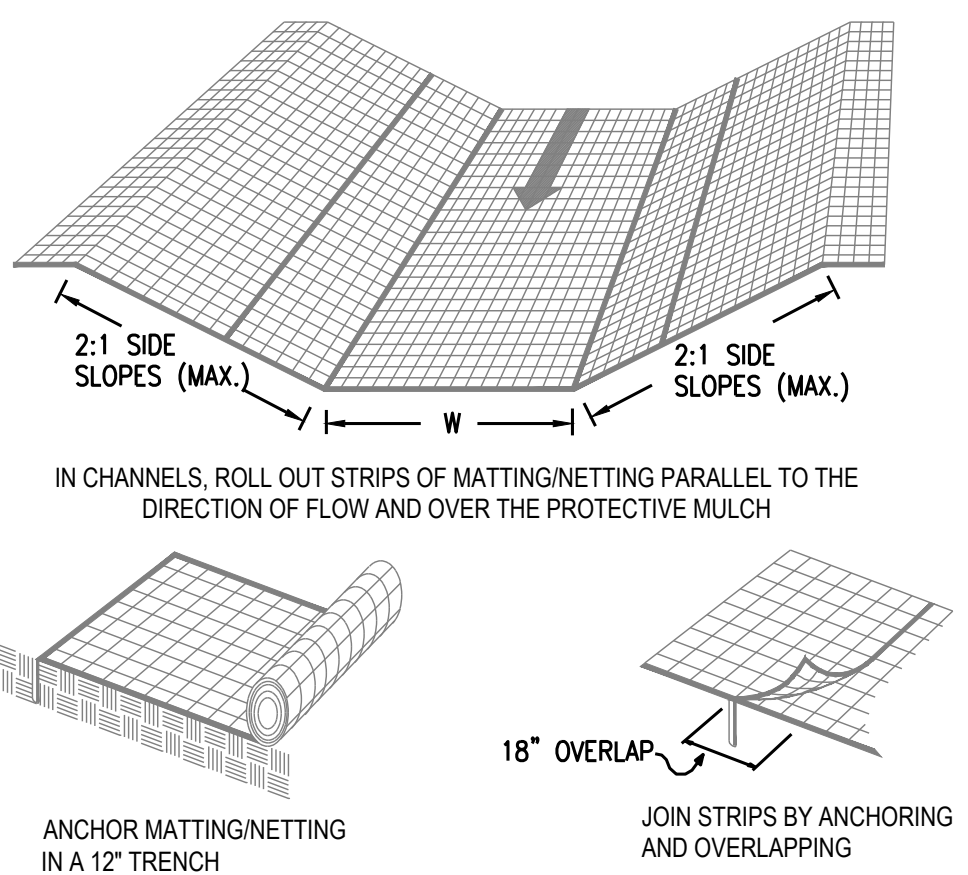 2:1 SIDE
SLOPES (MAX.)
W
2:1 SIDE
SLOPES (MAX.)
IN CHANNELS, ROLL OUT STRIPS OF MATTING/NETTING PARALLEL TO THE
DIRECTION OF FLOW AND OVER THE PROTECTIVE MULCH
18" OVERLAP
ANCHOR MATTING/NETTING
IN A 12" TRENCH
JOIN STRIPS BY ANCHORING
AND OVERLAPPING